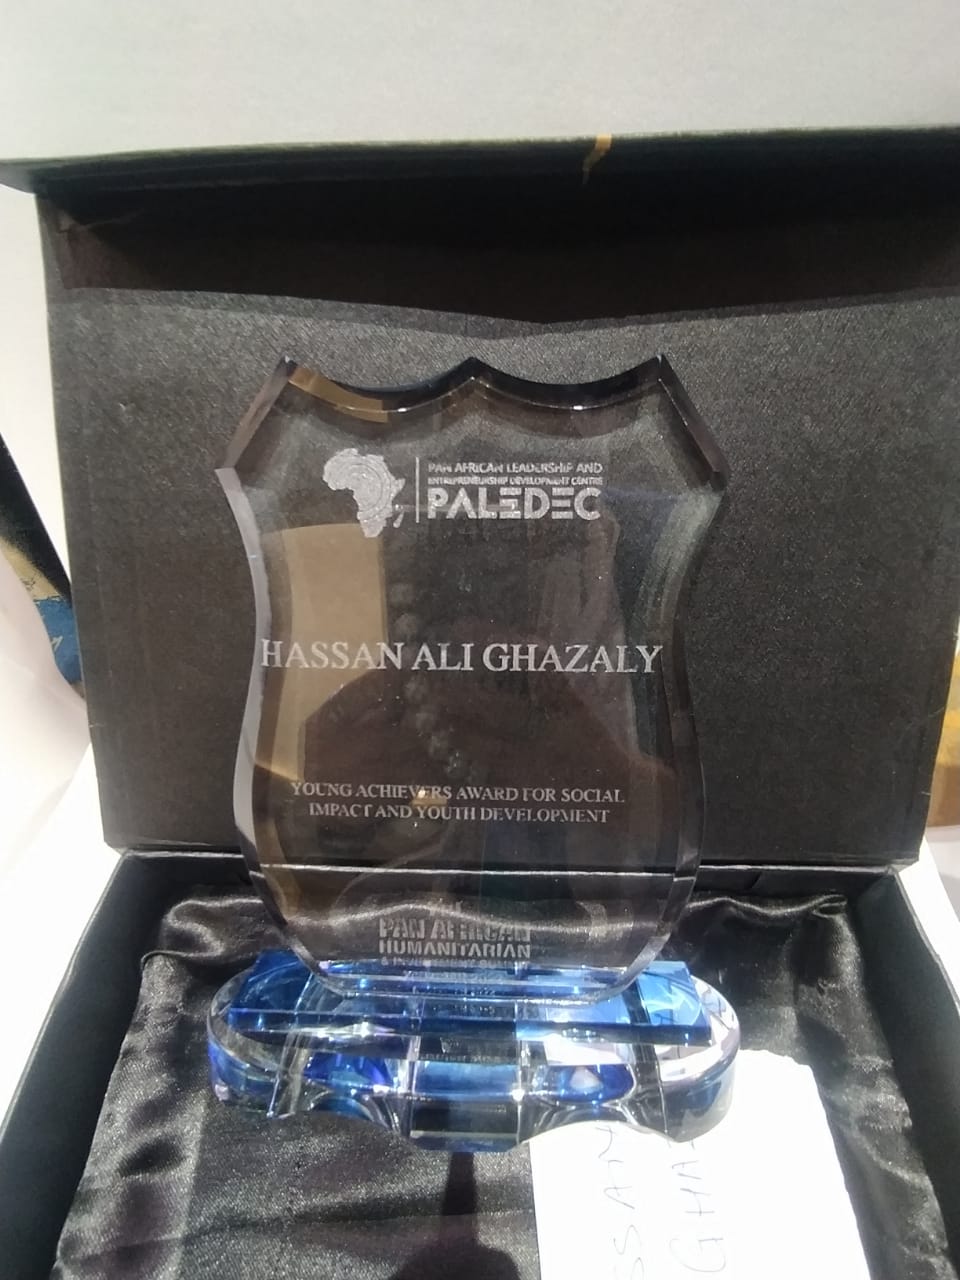 PAN AFRICAN LEADERSHIP AND
ENTREPRENEURSHIP DEVELOPMENT CENTRE
PALEDEC
HASSAN ALI GHAZALY
YOUNG ACHIEVERS AWARD FOR SOCIAL
IMPACT AND YOUTH DEVELOPMENT
PAN AFRICAN
HUMANITARIAN